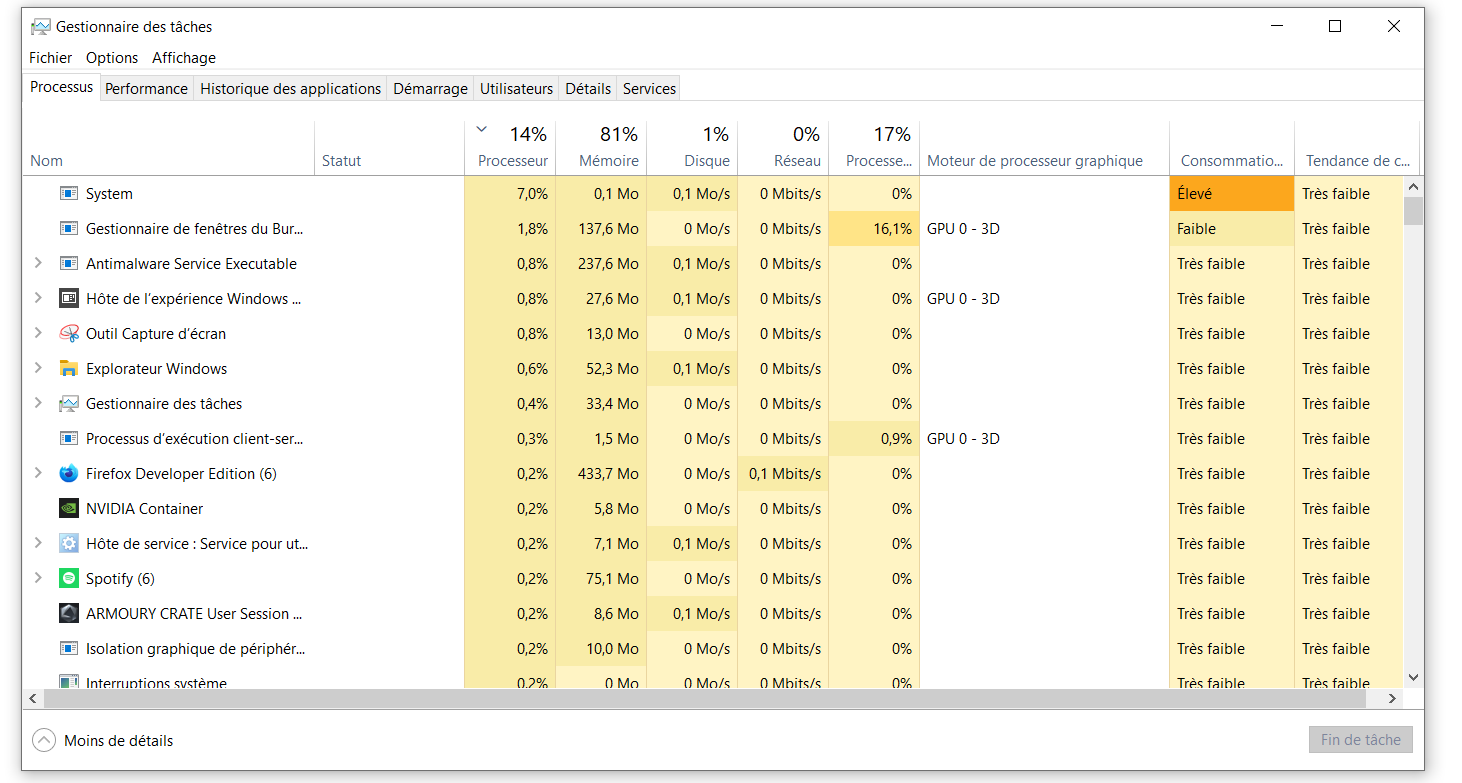 Gestionnaire des tâches
Fichier Options Affichage
Processus Performance Historique des applications Démarrage Utilisateurs Détails Services
14% 81% 1% 0% 17%
Nom Statut Processeur Mémoire Disque Réseau Processe... Moteur de processeur graphique Consommatio... Tendance de c...
System 7,0% 0,1 Mo 0,1 Mo/s 0 Mbits/s 0% Élevé Très faible
Gestionnaire de fenêtres du Bur... 1,8% 137,6 Mo 0 Mo/s 0 Mbits/s 16,1% GPU 0 - 3D Faible Très faible
Antimalware Service Executable 0,8% 237,6 Mo 0,1 Mo/s 0 Mbits/s 0% Très faible Très faible
Hôte de l'expérience Windows ... 0,8% 27,6 Mo 0,1 Mo/s 0 Mbits/s 0% GPU 0 - 3D Très faible Très faible
Outil Capture d'écran 0,8% 13,0 Mo 0 Mo/s 0 Mbits/s 0% Très faible Très faible
Explorateur Windows 0,6% 52,3 Mo 0,1 Mo/s 0 Mbits/s 0% Très faible Très faible
Gestionnaire des tâches 0,4% 33,4 Mo 0 Mo/s 0 Mbits/s 0% Très faible Très faible
Processus d'exécution client-ser... 0,3% 1,5 Mo 0 Mo/s 0 Mbits/s 0,9% GPU 0 - 3D Très faible Très faible
Firefox Developer Edition (6) 0,2% 433,7 Mo 0 Mo/s 0,1 Mbits/s 0% Très faible Très faible
NVIDIA Container 0,2% 5,8 Mo 0 Mo/s 0 Mbits/s 0% Très faible Très faible
Hôte de service : Service pour ut... 0,2% 7,1 Mo 0,1 Mo/s 0 Mbits/s 0% Très faible Très faible
Spotify (6) 0,2% 75,1 Mo 0 Mo/s 0 Mbits/s 0% Très faible Très faible
ARMOURY CRATE User Session ... 0,2% 8,6 Mo 0,1 Mo/s 0 Mbits/s 0% Très faible Très faible
Isolation graphique de périphér... 0,2% 10,0 Mo 0 Mo/s 0 Mbits/s 0% Très faible Très faible
Interruptions système 0,2% 0 Mo 0 Mo/s 0 Mbits/s 0% Très faible Très faible
Moins de détails Fin de tâche